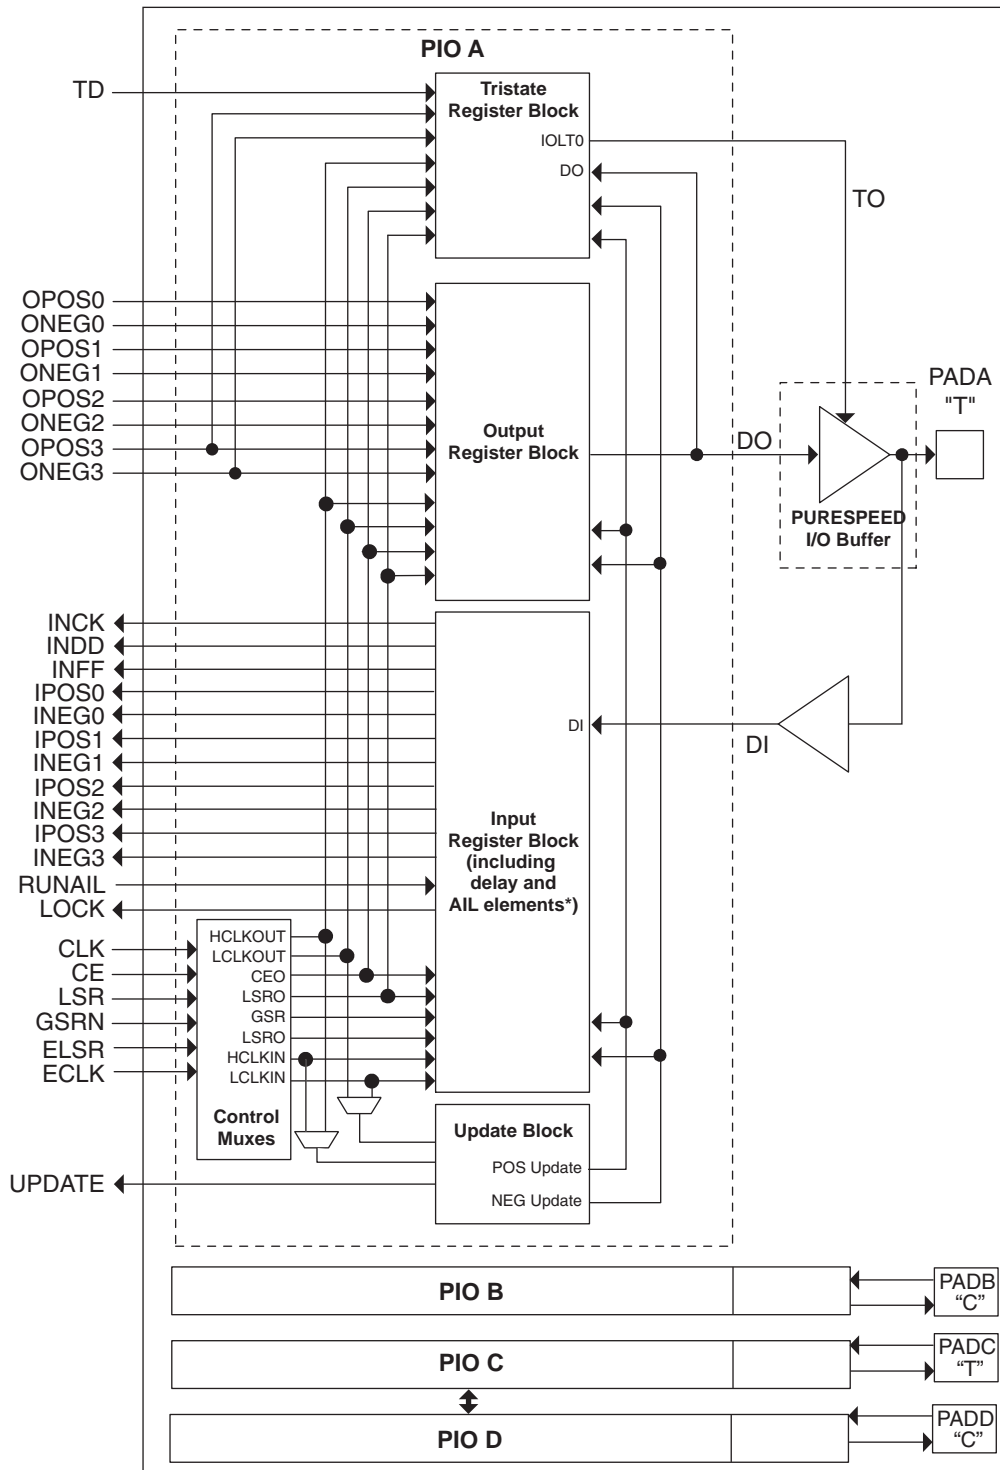 PIO A
TD
Tristate
Register Block
IOLT0
DO
TO
OPOS0
ONEG0
OPOS1
ONEG1
OPOS2
ONEG2
OPOS3
ONEG3
Output
Register Block
DO
PADA
"T"
PURESPEED
I/O Buffer
INCK
INDD
INFF
IPOS0
INEG0
IPOS1
INEG1
IPOS2
INEG2
IPOS3
INEG3
RUNAIL
LOCK
DI
DI
Input
Register Block
(including
delay and
AIL elements*)
CLK
CE
LSR
GSRN
ELSR
ECLK
HCLKOUT
LCLKOUT
CEO
LSRO
GSR
LSRO
HCLKIN
LCLKIN
Control
Muxes
Update Block
POS Update
NEG Update
UPDATE
PIO B
PADB
“C”
PIO C
PADC
“T”
PIO D
PADD
“C”